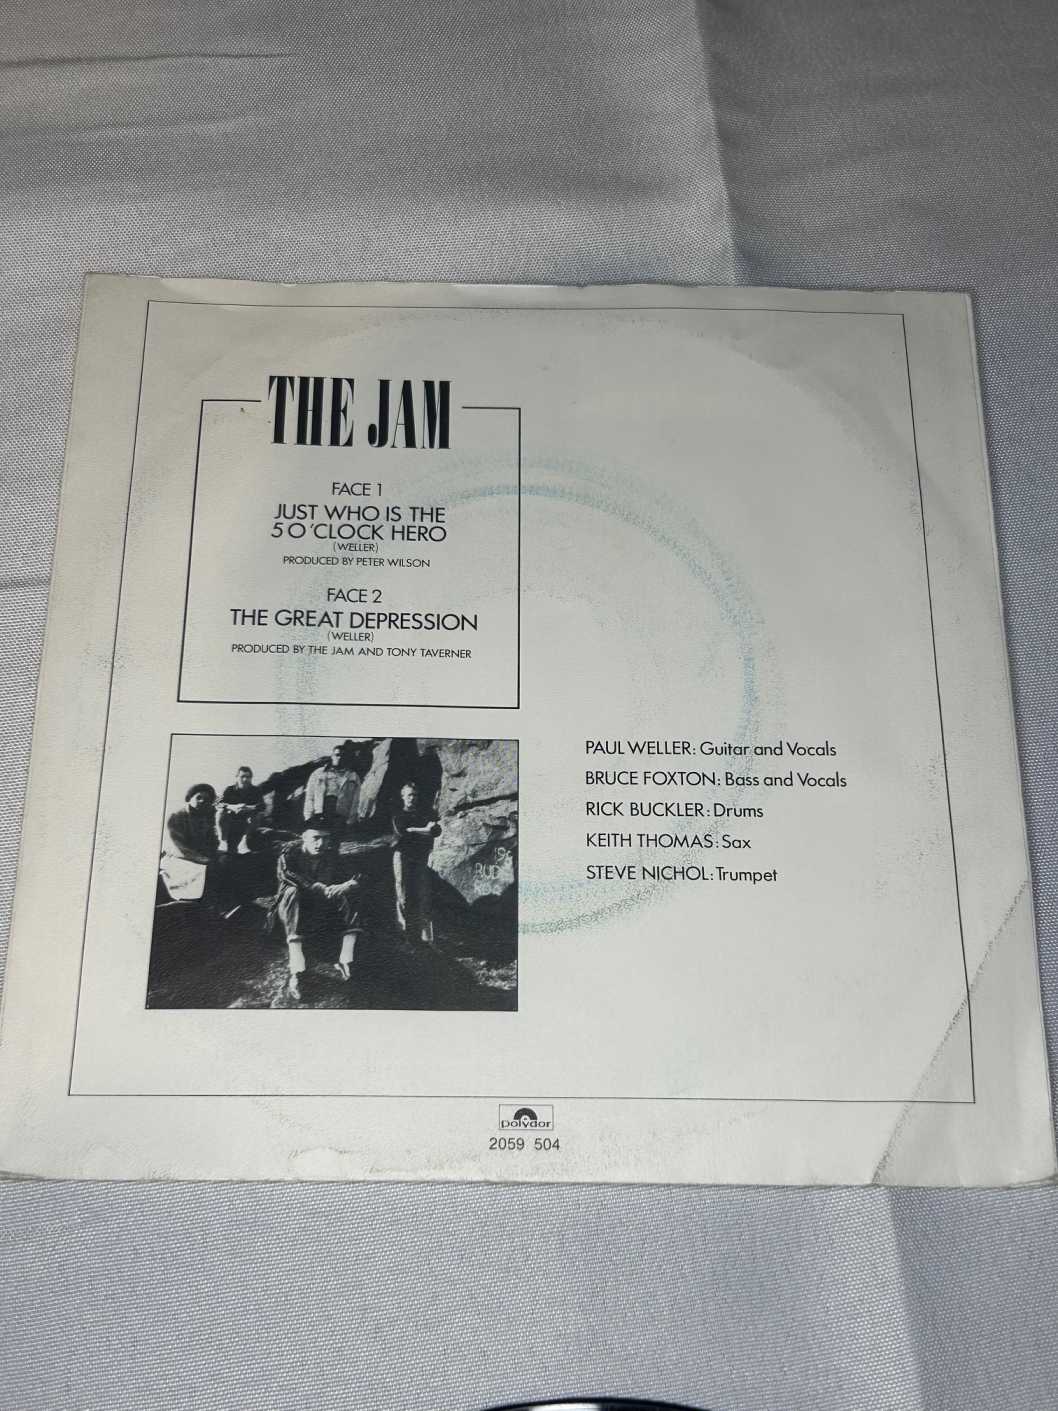 THE JAM
FACE 1
JUST WHO IS THE
5 O'CLOCK HERO
(WELLER)
PRODUCED BY PETER WILSON
FACE 2
THE GREAT DEPRESSION
(WELLER)
PRODUCED BY THE JAM AND TONY TAVERNER
PAUL WELLER: Guitar and Vocals
BRUCE FOXTON: Bass and Vocals
RICK BUCKLER: Drums
KEITH THOMAS: Sax
STEVE NICHOL: Trumpet
polydor
2059 504